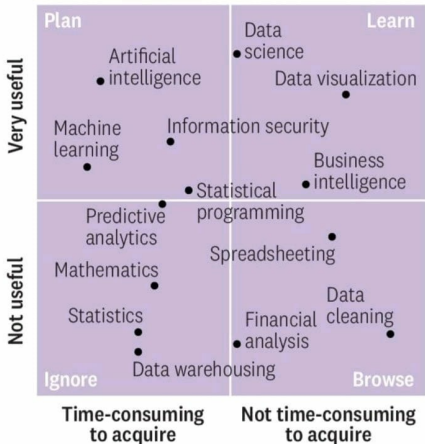 Plan
Learn
Data
science
Artificial
intelligence
Data visualization
Very useful
Information security
Machine
learning
Business
intelligence
Statistical
programming
Predictive
analytics
Spreadsheeting
Mathematics
Not useful
Data
cleaning
Statistics
Financial
analysis
Data warehousing
Ignore
Browse
Time-consuming
to acquire
Not time-consuming
to acquire